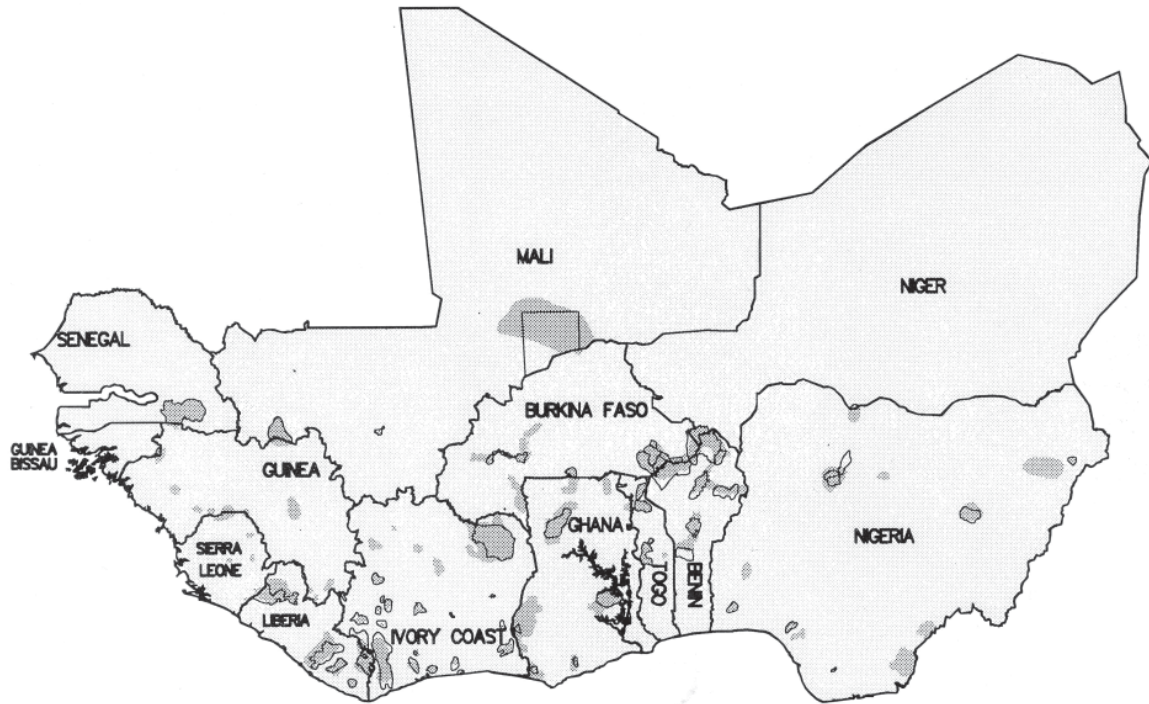 MALI
NIGER
SENEGAL
BURKINA FASO
GUINEA
BISSAU
GUINEA
GHANA
NIGERIA
SIERRA
LEONE
TOGO
BENIN
LIBERIA
IVORY COAST